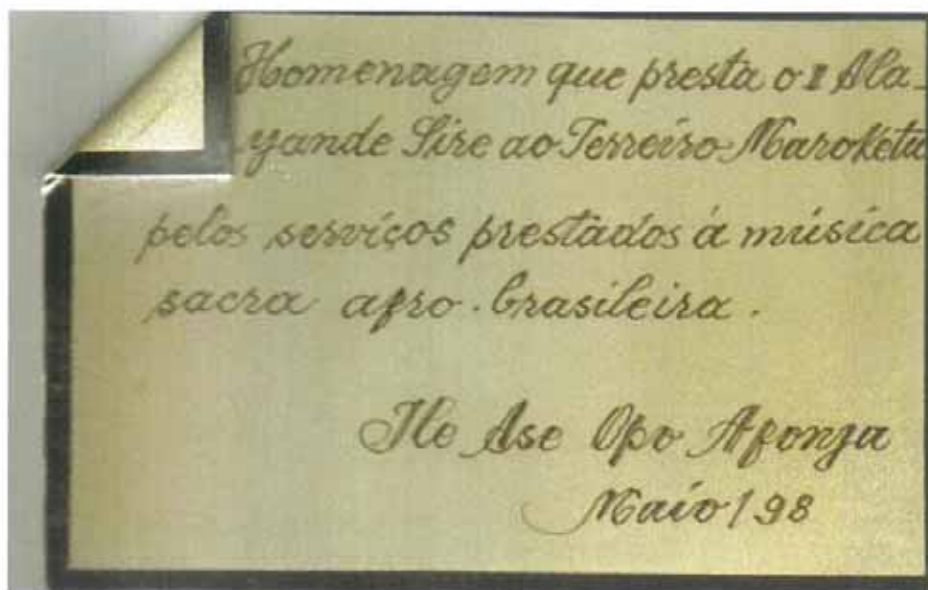 Homenagem que presta o II Ala-
yande Sire ao Terreiro Maroketu
pelos serviços prestados á música
sacra afro-brasileira.
Ile Ase Opo Afonja
Maio/98